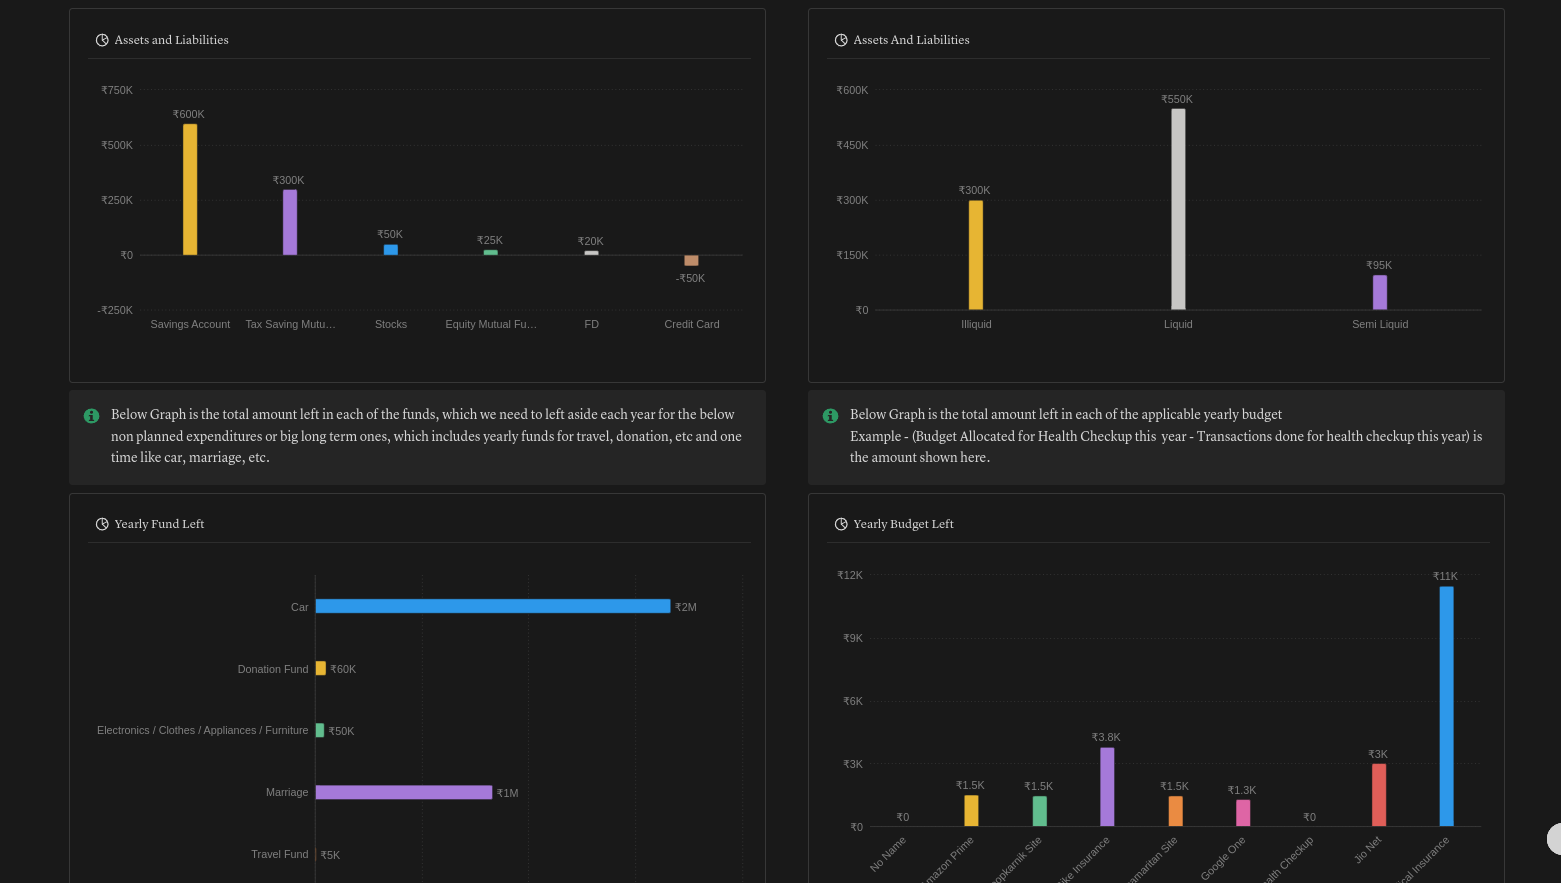 Assets and Liabilities
₹750K
₹500K
₹250K
₹0
-₹250K
₹600K
₹300K
₹50K
₹25K
₹20K
-₹50K
Savings Account
Tax Saving Mutu...
Stocks
Equity Mutual Fu...
FD
Credit Card
Assets And Liabilities
₹600K
₹450K
₹300K
₹150K
₹0
₹300K
₹550K
₹95K
Illiquid
Liquid
Semi Liquid
Below Graph is the total amount left in each of the funds, which we need to left aside each year for the below
non planned expenditures or big long term ones, which includes yearly funds for travel, donation, etc and one
time like car, marriage, etc.
Below Graph is the total amount left in each of the applicable yearly budget
Example - (Budget Allocated for Health Checkup this year - Transactions done for health checkup this year) is
the amount shown here.
Yearly Fund Left
Car
₹2M
Donation Fund
₹60K
Electronics / Clothes / Appliances / Furniture
₹50K
Marriage
₹1M
Travel Fund
₹5K
Yearly Budget Left
₹12K
₹9K
₹6K
₹3K
₹0
₹0
₹1.5K
₹1.5K
₹3.8K
₹1.5K
₹1.3K
₹0
₹3K
₹11K
No Name
mazon Prime
opkarnik Site
ke Insurance
amaritan Site
Google One
alth Checkup
Jio Net
cal Insurance